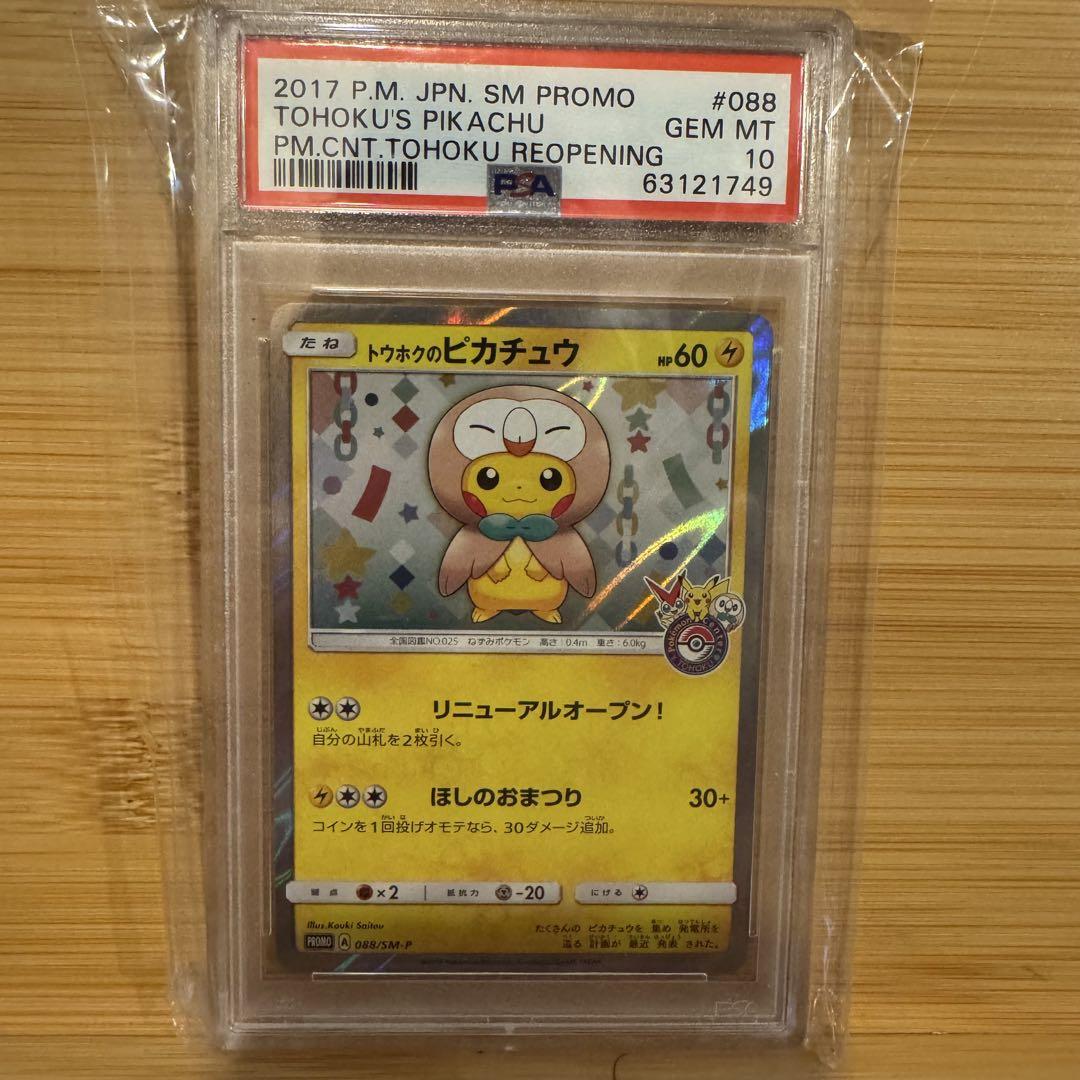 2017 P.M. JPN. SM PROMO #088
TOHOKU'S PIKACHU GEM MT
PM.CNT.TOHOKU REOPENING 10
PSA 63121749
たね トウホクのピカチュウ HP60
全国図鑑NO.025 ねずみポケモン 高さ:0.4m 重さ:6.0kg
Pokémon Center
TOHOKU
リニューアルオープン!
自分の山札を2枚引く。
ほしのおまつり 30+
コインを1回投げオモテなら、30ダメージ追加。
弱点 ×2 抵抗力 -20 にげる
Illus.Kouki Saitou
たくさんの ピカチュウを 集め 発電所を
造る 計画が 最近 発表 された。
PROMO A 088/SM-P